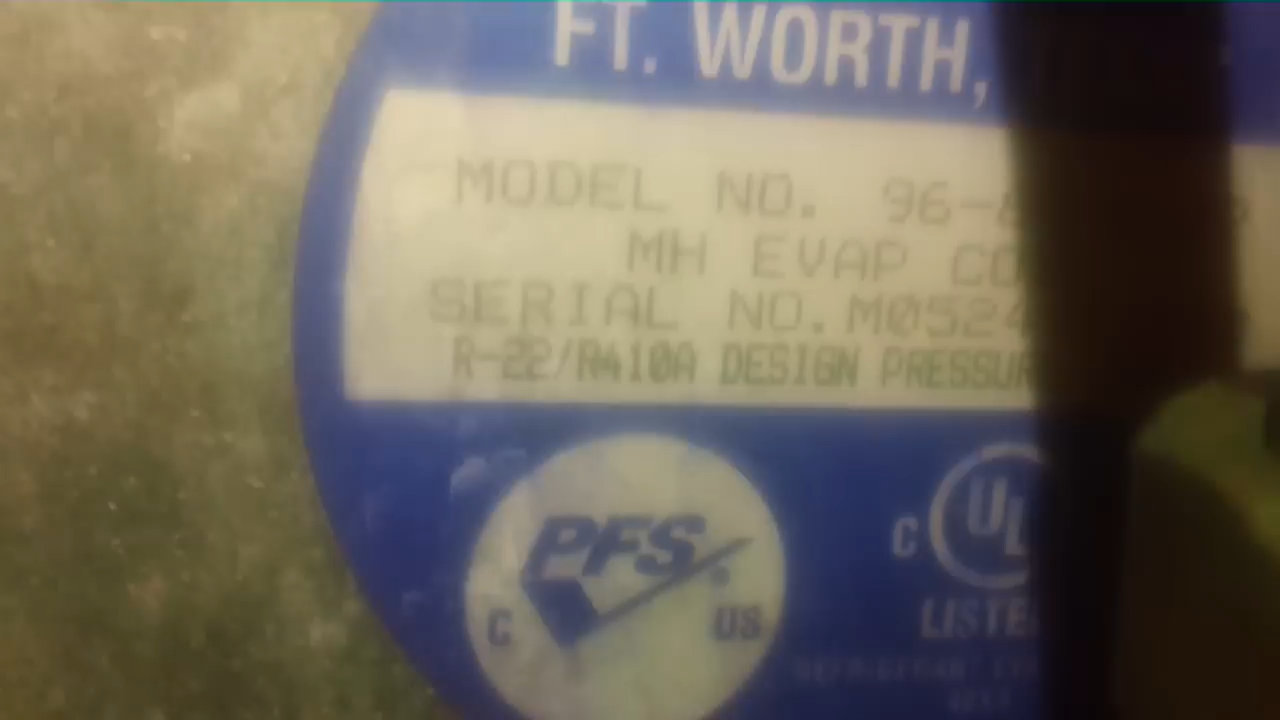 FT. WORTH,
MODEL NO. 96-
MH EVAP CO
SERIAL NO. M0524
R-22/R410A DESIGN PRESSUR
PFS
C US
C UL
LISTE